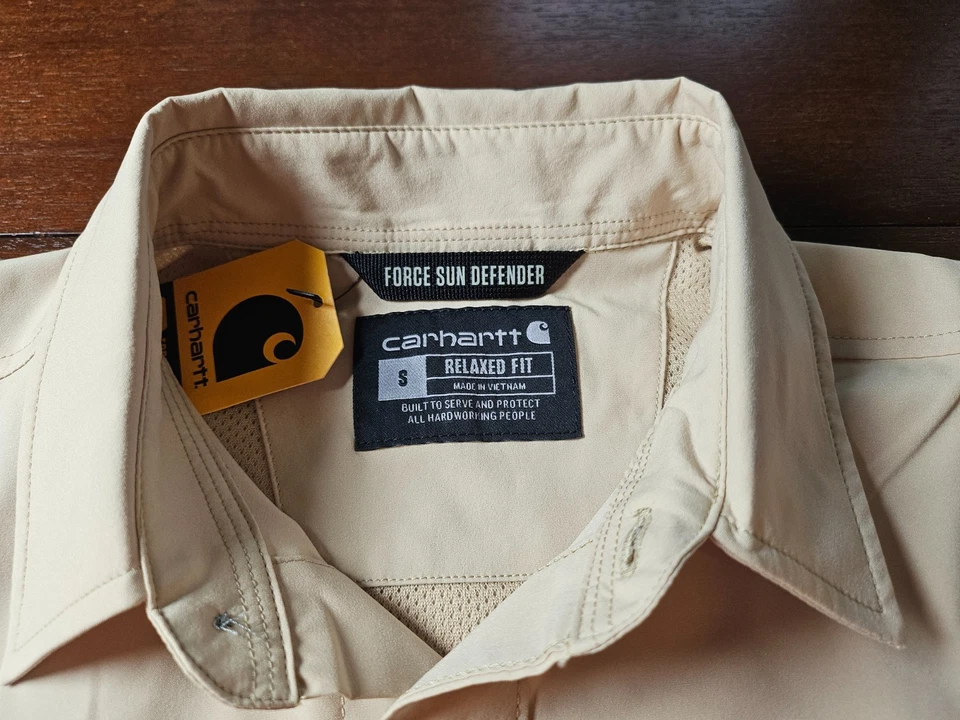 FORCE SUN DEFENDER
carhartt
carhartt
S
RELAXED FIT
MADE IN VIETNAM
BUILT TO SERVE AND PROTECT
ALL HARDWORKING PEOPLE